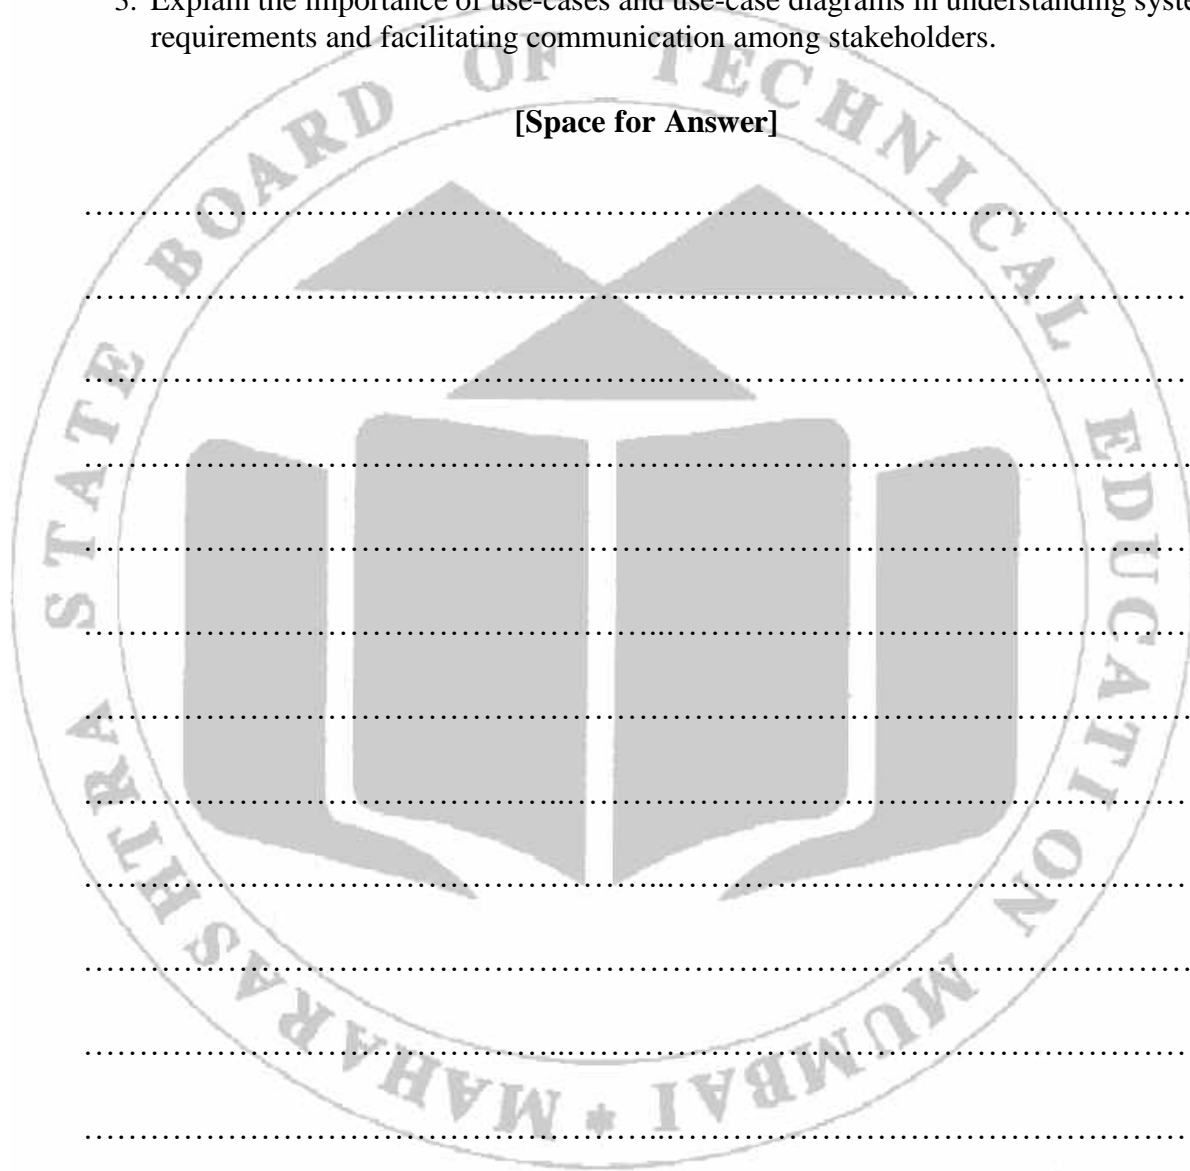 Explain the importance of use-cases and use-case diagrams in understanding
requirements and facilitating communication among stakeholders.
[Space for Answer]
MAHARASHTRA STATE BOARD OF TECHNICAL EDUCATION MUMBAI *